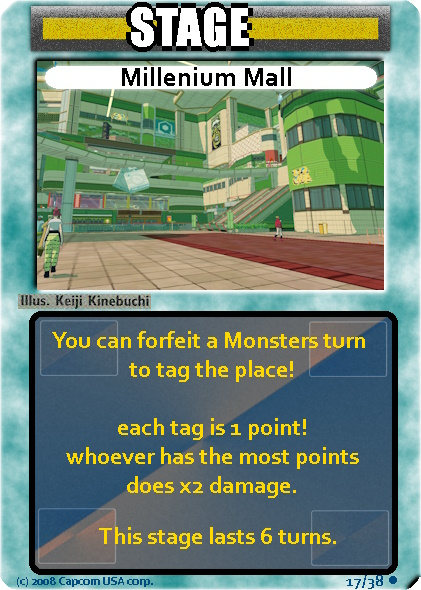 STAGE
Millenium Mall
Illus. Keiji Kinebuchi
You can forfeit a Monsters turn
to tag the place!
each tag is 1 point!
whoever has the most points
does x2 damage.
This stage lasts 6 turns.
(c) 2008 Capcom USA corp.
17/38